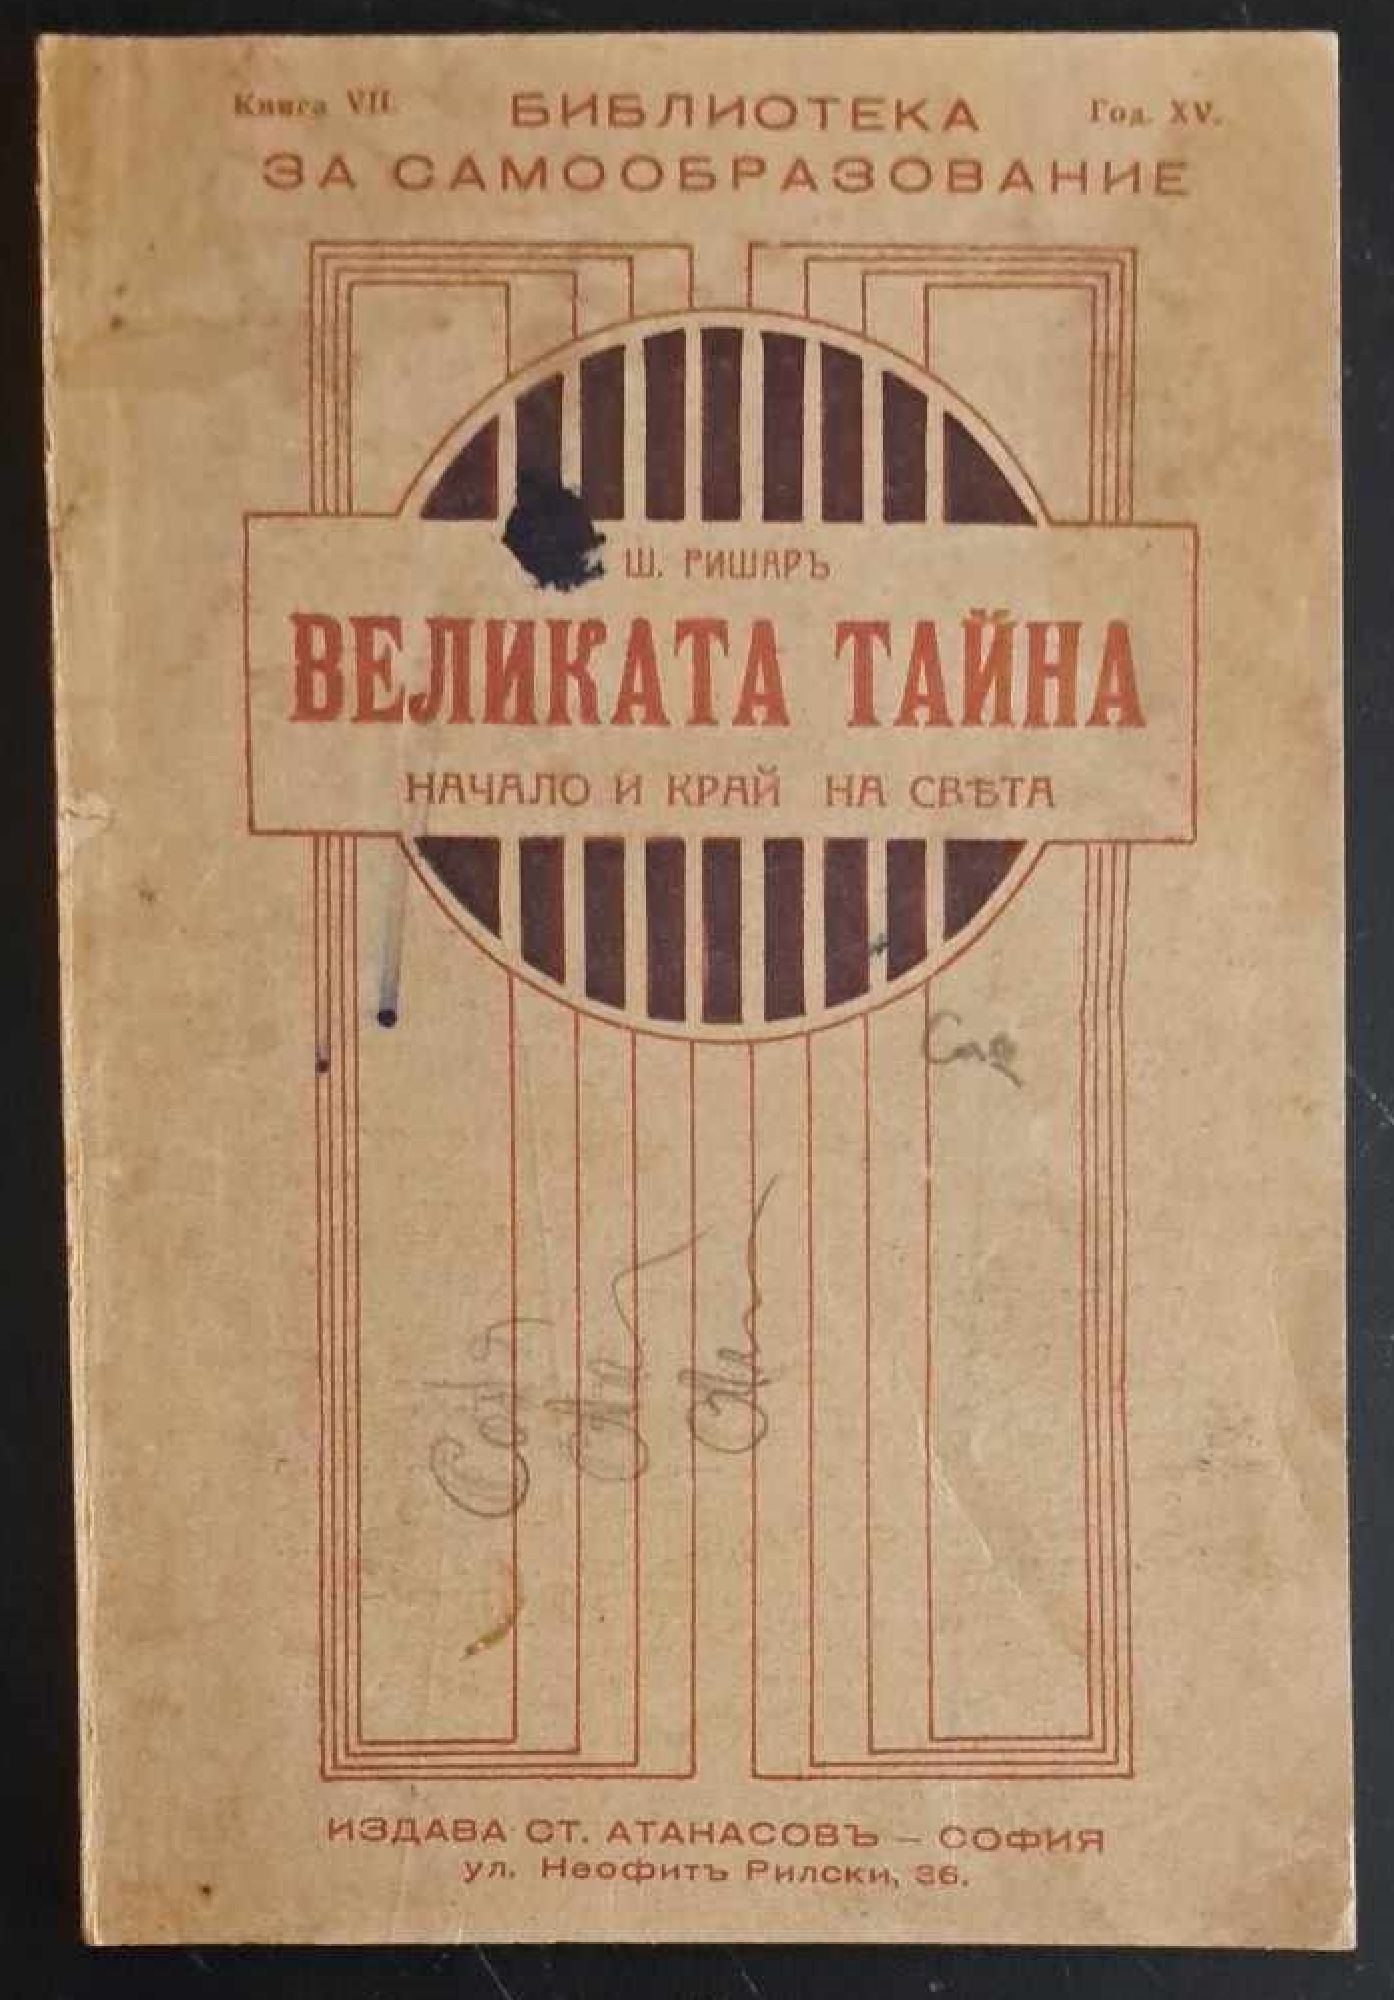 Книга VII.
БИБЛИОТЕКА
Год. XV.
ЗА САМООБРАЗОВАНИЕ
Ш. РИШАРЪ
ВЕЛИКАТА ТАЙНА
НАЧАЛО И КРАЙ НА СВѢТА
ИЗДАВА СТ. АТАНАСОВЪ – СОФИЯ
ул. Неофитъ Рилски, 36.